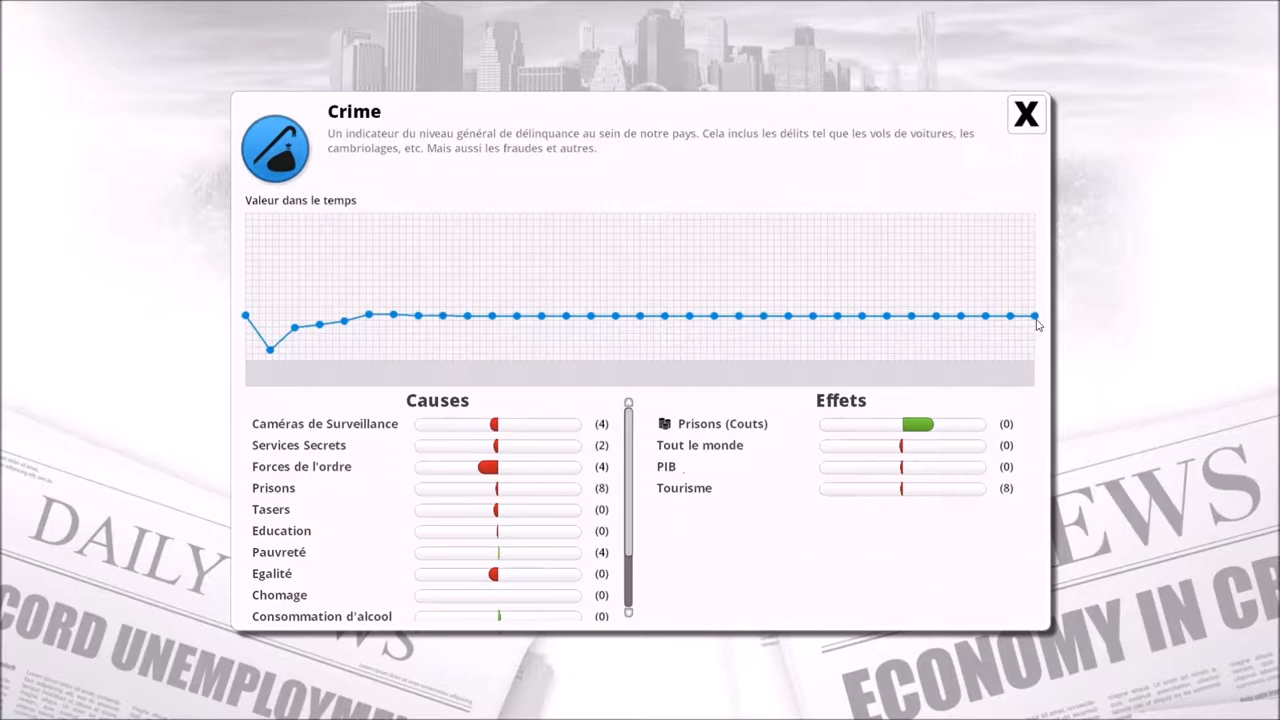 Crime
X
Un indicateur du niveau général de délinquance au sein de notre pays. Cela inclus les délits tel que les vols de voitures, les
cambriolages, etc. Mais aussi les fraudes et autres.
Valeur dans le temps
Causes
Caméras de Surveillance (4)
Services Secrets (2)
Forces de l'ordre (4)
Prisons (8)
Tasers (0)
Education (0)
Pauvreté (4)
Egalité (0)
Chomage (0)
Consommation d'alcool (0)
Effets
Prisons (Couts) (0)
Tout le monde (0)
PIB (0)
Tourisme (8)
DAILY
NEWS
CORD UNEMPLOYM
EWS
ECONOMY IN CR